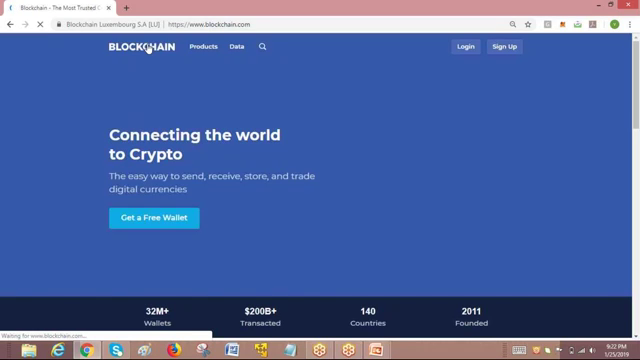 Blockchain - The Most Trusted C
Blockchain Luxembourg S.A [LU] | https://www.blockchain.com
BLOCKCHAIN Products Data Login Sign Up
Connecting the world
to Crypto
The easy way to send, receive, store, and trade
digital currencies
Get a Free Wallet
32M+ $200B+ 140 2011
Wallets Transacted Countries Founded
Waiting for www.blockchain.com...
9:22 PM
1/25/2019